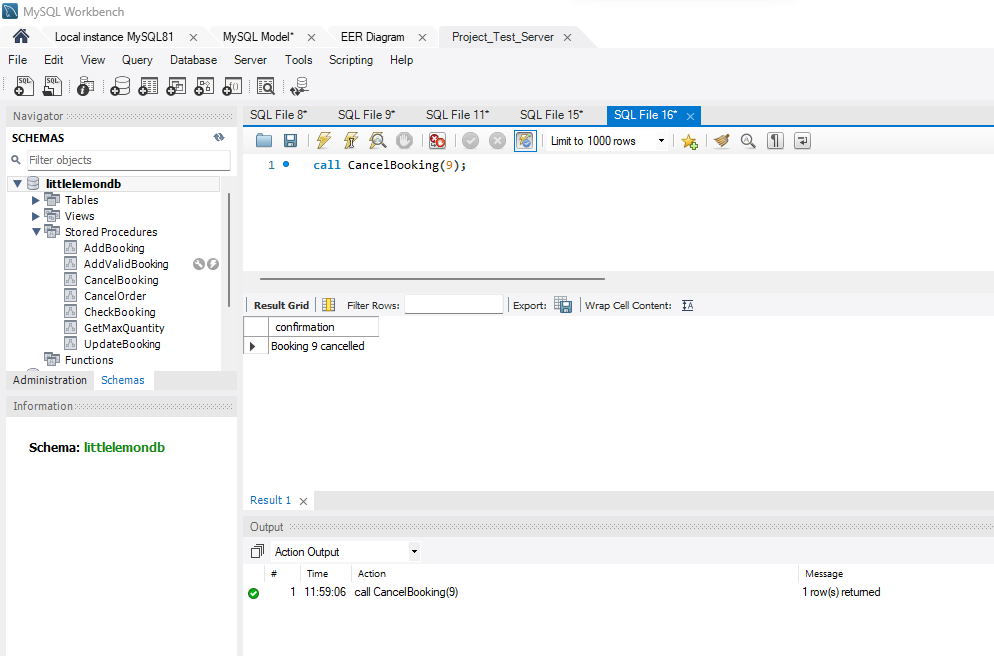 MySQL Workbench
Local instance MySQL81 MySQL Model* EER Diagram Project_Test_Server
File Edit View Query Database Server Tools Scripting Help
Navigator
SCHEMAS
Filter objects
littlelemondb
Tables
Views
Stored Procedures
AddBooking
AddValidBooking
CancelBooking
CancelOrder
CheckBooking
GetMaxQuantity
UpdateBooking
Functions
Administration Schemas
Information
Schema: littlelemondb
SQL File 8* SQL File 9* SQL File 11* SQL File 15* SQL File 16*
Limit to 1000 rows
1 call CancelBooking(9);
Result Grid Filter Rows: Export: Wrap Cell Content: IA
confirmation
Booking 9 cancelled
Result 1
Output
Action Output
# Time Action Message
1 11:59:06 call CancelBooking(9) 1 row(s) returned